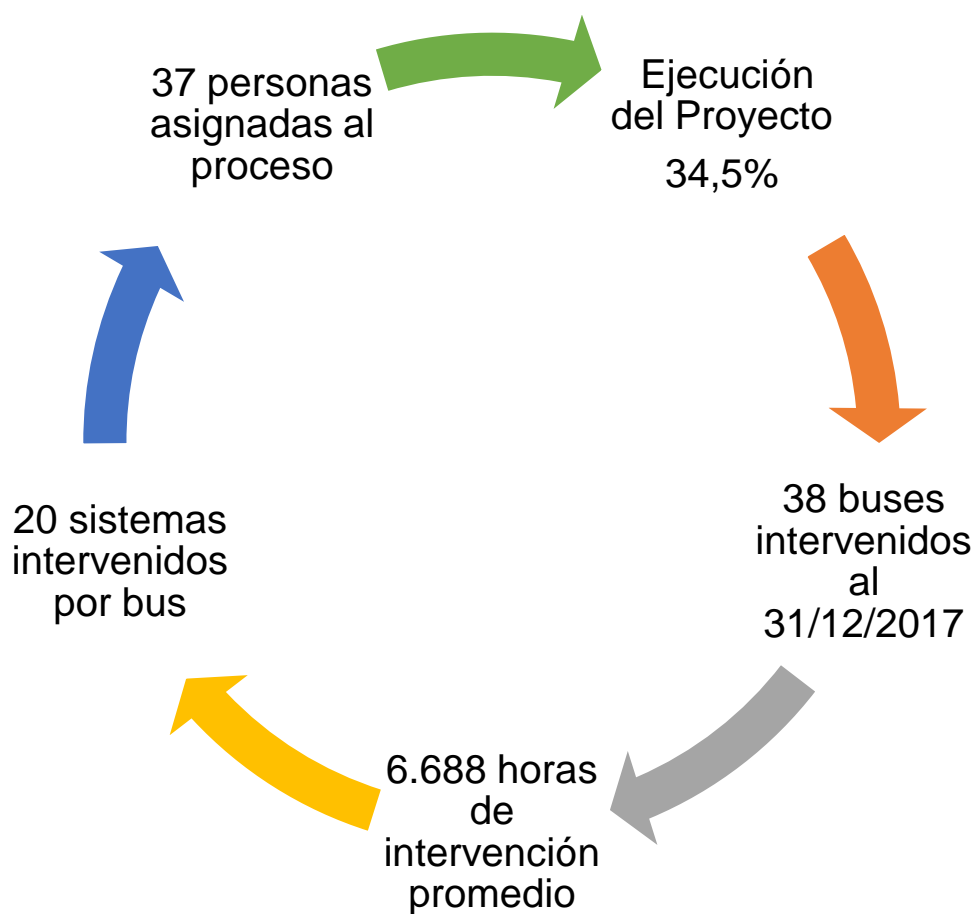 37 personas
asignadas al
proceso
Ejecución
del Proyecto
34,5%
38 buses
intervenidos
al
31/12/2017
6.688 horas
de
intervención
promedio
20 sistemas
intervenidos
por bus